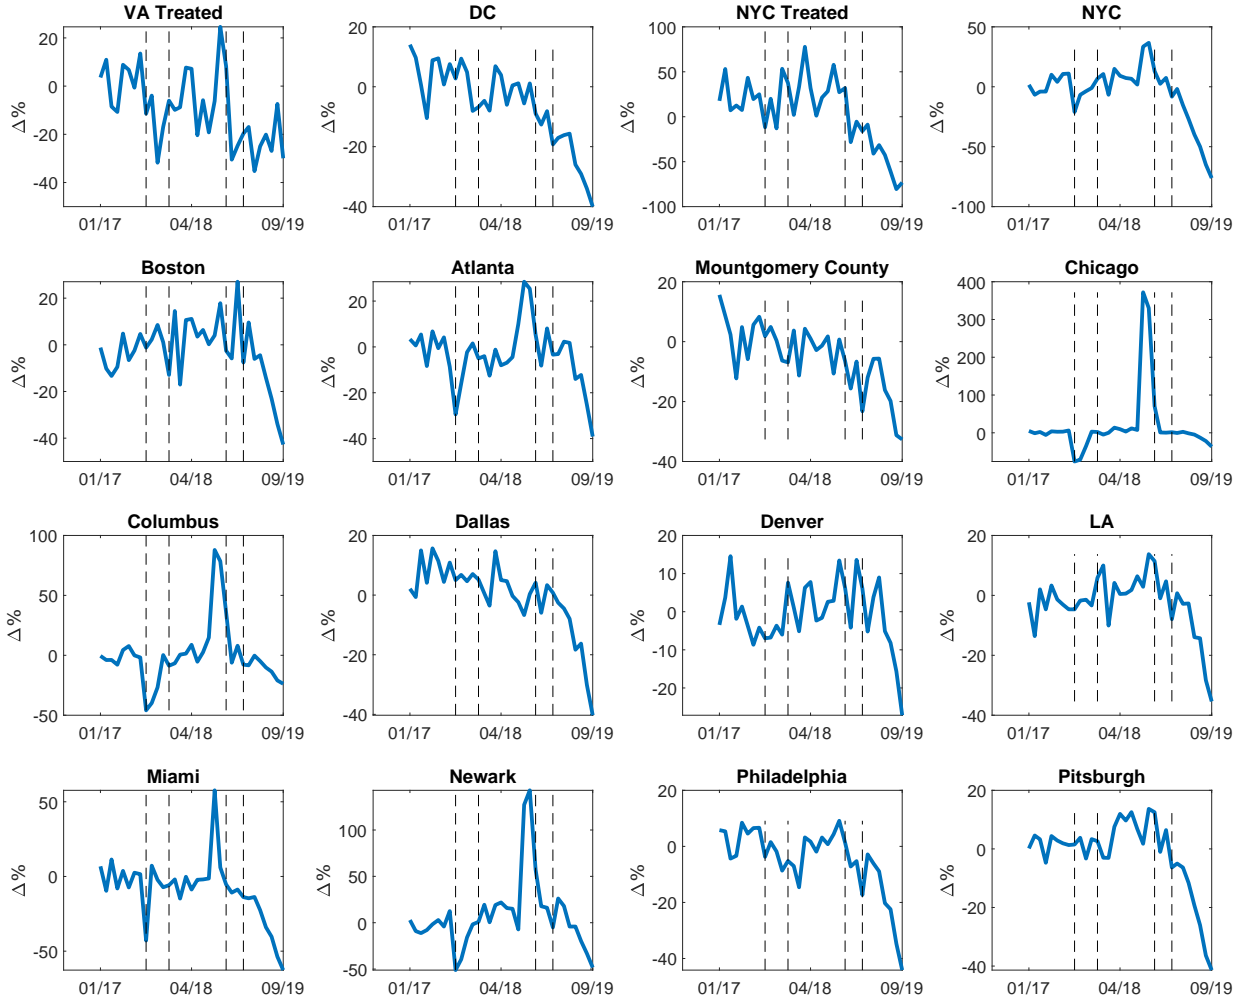 VA Treated
Δ%
20
0
-20
-40
01/17 04/18 09/19
DC
Δ%
20
0
-20
-40
01/17 04/18 09/19
NYC Treated
Δ%
100
50
0
-50
-100
01/17 04/18 09/19
NYC
Δ%
50
0
-50
-100
01/17 04/18 09/19
Boston
Δ%
20
0
-20
-40
01/17 04/18 09/19
Atlanta
Δ%
20
0
-20
-40
01/17 04/18 09/19
Mountgomery County
Δ%
20
0
-20
-40
01/17 04/18 09/19
Chicago
Δ%
400
300
200
100
0
01/17 04/18 09/19
Columbus
Δ%
100
50
0
-50
01/17 04/18 09/19
Dallas
Δ%
20
0
-20
-40
01/17 04/18 09/19
Denver
Δ%
20
10
0
-10
-20
01/17 04/18 09/19
LA
Δ%
20
0
-20
-40
01/17 04/18 09/19
Miami
Δ%
50
0
-50
01/17 04/18 09/19
Newark
Δ%
100
50
0
-50
01/17 04/18 09/19
Philadelphia
Δ%
20
0
-20
-40
01/17 04/18 09/19
Pitsburgh
Δ%
20
0
-20
-40
01/17 04/18 09/19